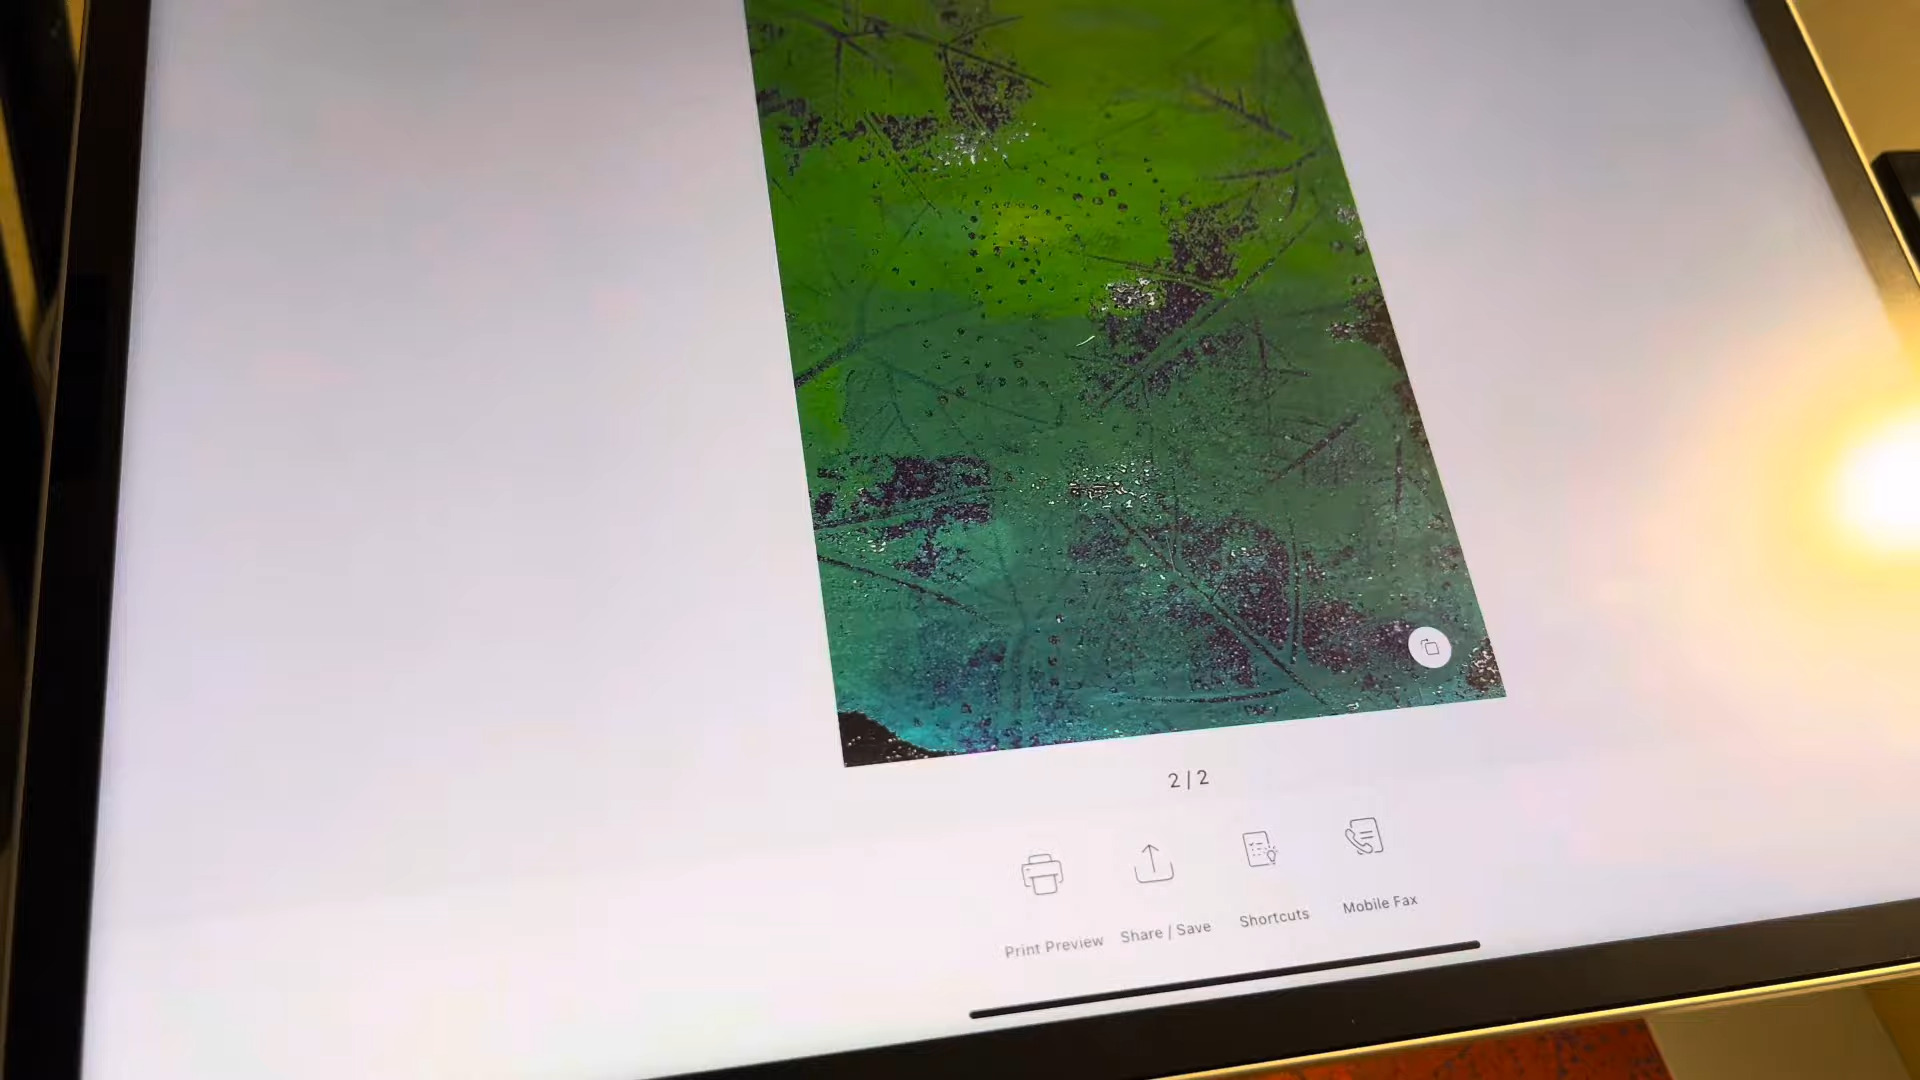 2 | 2
Print Preview
Share / Save
Shortcuts
Mobile Fax